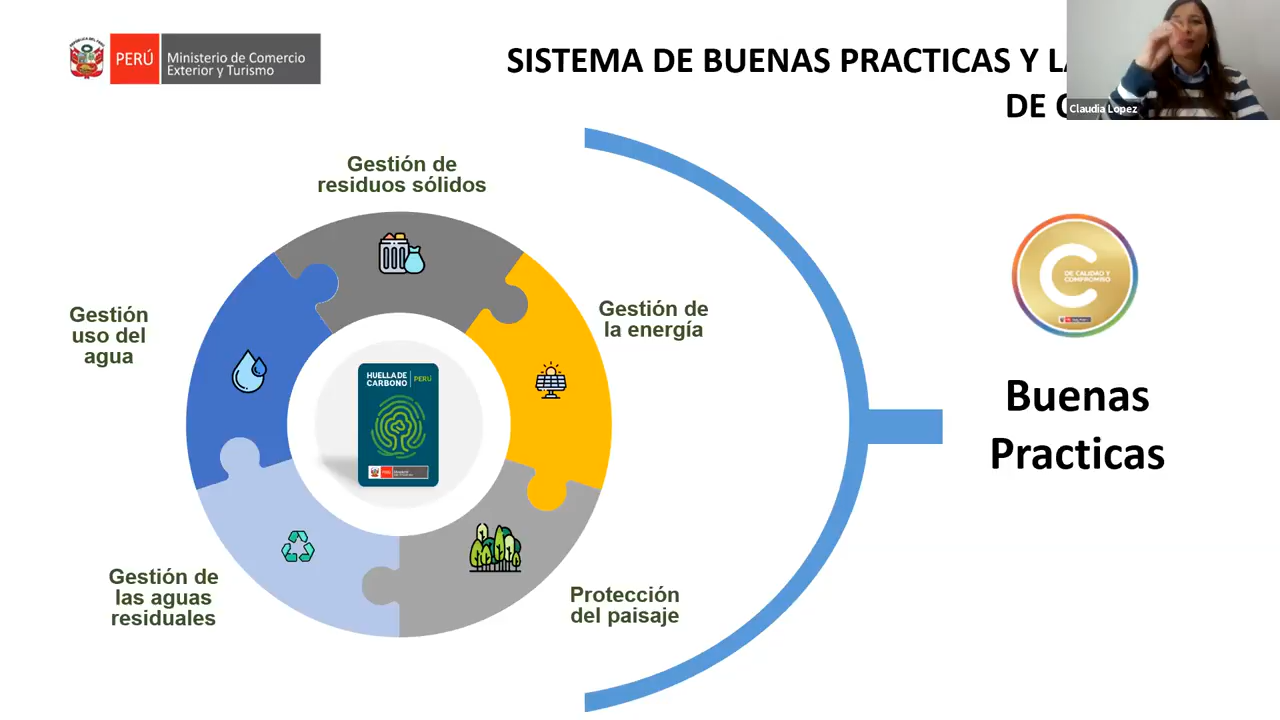 PERÚ
Ministerio de Comercio
Exterior y Turismo
SISTEMA DE BUENAS PRACTICAS Y
DE
Claudia Lopez
Gestión de
residuos sólidos
Gestión
uso del
agua
Gestión de
la energía
HUELLA DE
CARBONO
PERÚ
PERÚ
Gestión de
las aguas
residuales
Protección
del paisaje
DE CALIDAD Y
COMPROMISO
Buenas
Practicas